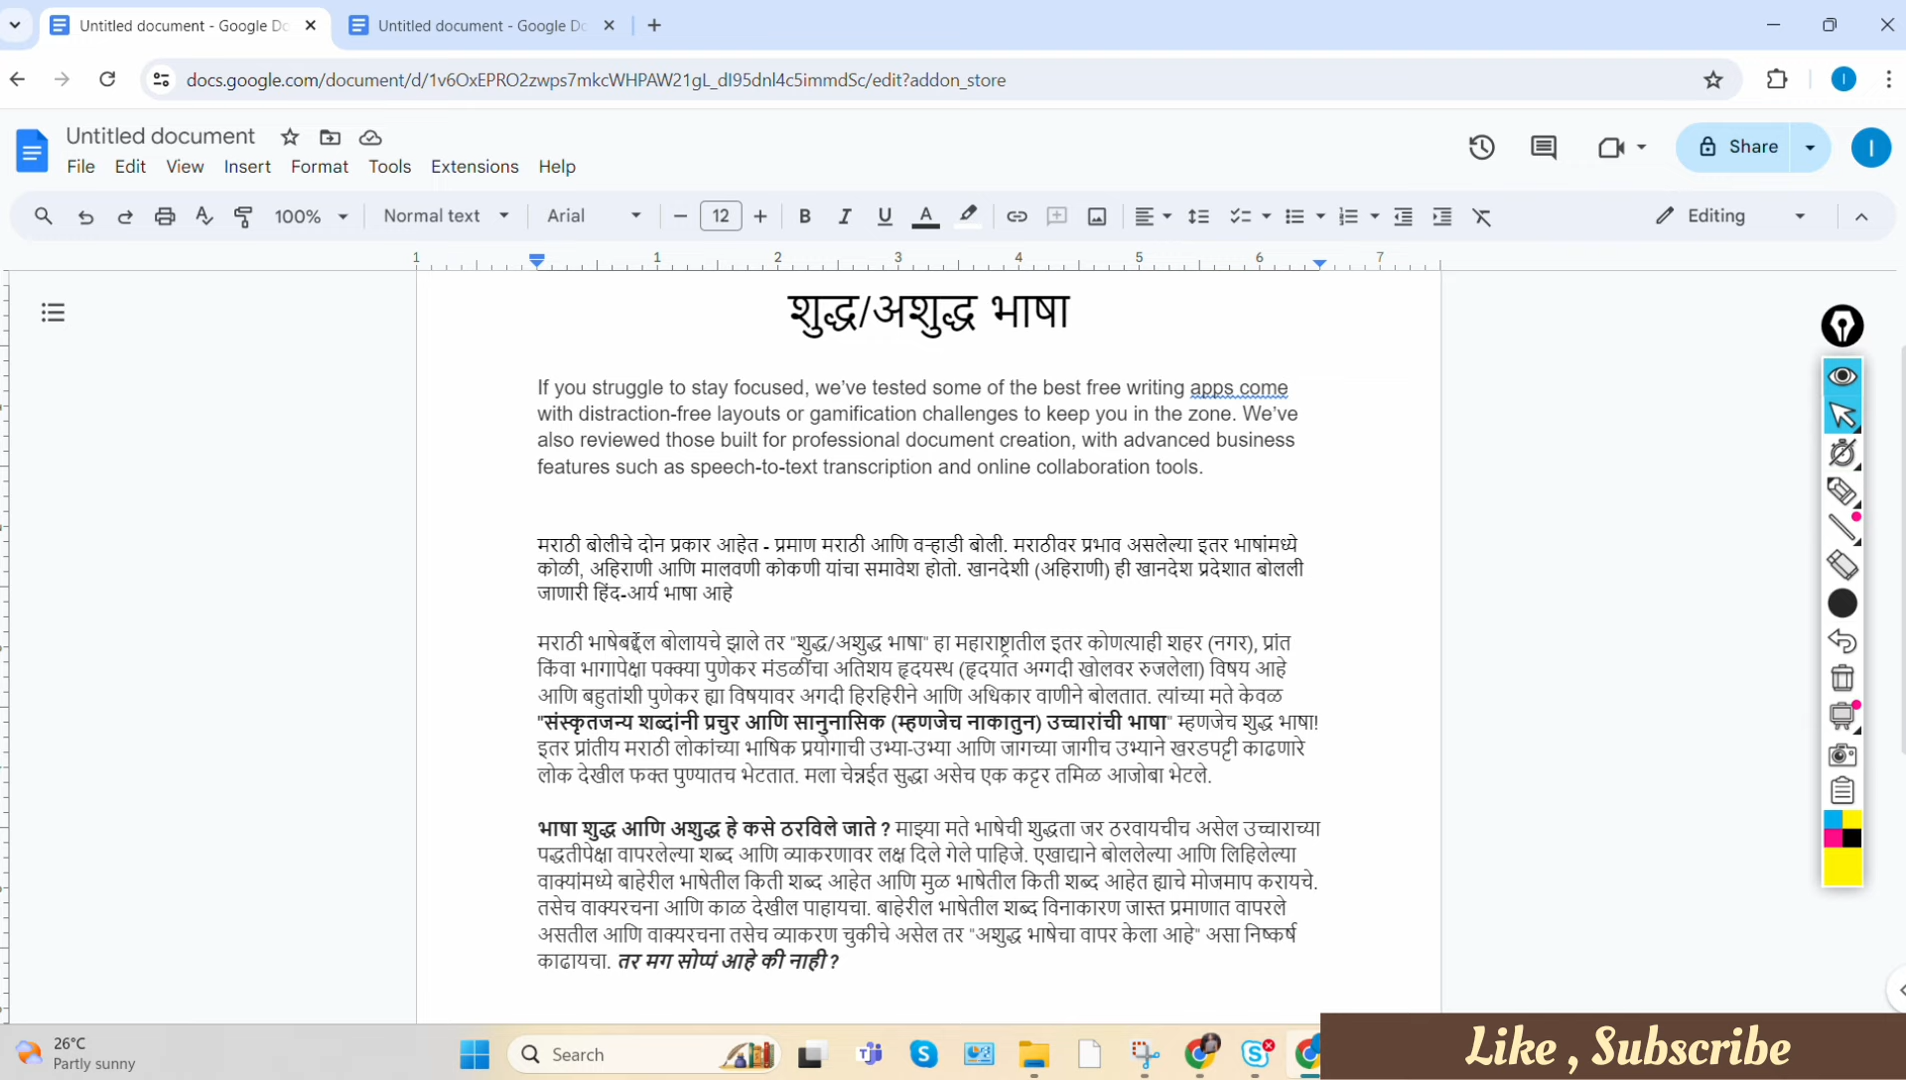 Untitled document - Google Do
Untitled document - Google Do
docs.google.com/document/d/1v6OxEPRO2zwps7mkcWHPAW21gL_dI95dnl4c5immdSc/edit?addon_store
Untitled document
File Edit View Insert Format Tools Extensions Help
Share
I
100% Normal text Arial 12 Editing
1 1 2 3 4 5 6 7
शुद्ध/अशुद्ध भाषा
If you struggle to stay focused, we’ve tested some of the best free writing apps come
with distraction-free layouts or gamification challenges to keep you in the zone. We’ve
also reviewed those built for professional document creation, with advanced business
features such as speech-to-text transcription and online collaboration tools.
मराठी बोलीचे दोन प्रकार आहेत - प्रमाण मराठी आणि वऱ्हाडी बोली. मराठीवर प्रभाव असलेल्या इतर भाषांमध्ये
कोळी, अहिराणी आणि मालवणी कोकणी यांचा समावेश होतो. खानदेशी (अहिराणी) ही खानदेश प्रदेशात बोलली
जाणारी हिंद-आर्य भाषा आहे
मराठी भाषेबद्दल बोलायचे झाले तर "शुद्ध/अशुद्ध भाषा" हा महाराष्ट्रातील इतर कोणत्याही शहर (नगर), प्रांत
किंवा भागापेक्षा पक्क्या पुणेकर मंडळींचा अतिशय हृदयस्थ (हृदयात अग्गदी खोलवर रुजलेला) विषय आहे
आणि बहुतांशी पुणेकर ह्या विषयावर अगदी हिरहिरीने आणि अधिकार वाणीने बोलतात. त्यांच्या मते केवळ
"संस्कृतजन्य शब्दांनी प्रचुर आणि सानुनासिक (म्हणजेच नाकातुन) उच्चारांची भाषा" म्हणजेच शुद्ध भाषा!
इतर प्रांतीय मराठी लोकांच्या भाषिक प्रयोगाची उभ्या-उभ्या आणि जागच्या जागीच उभ्याने खरडपट्टी काढणारे
लोक देखील फक्त पुण्यातच भेटतात. मला चेन्नईत सुद्धा असेच एक कट्टर तमिळ आजोबा भेटले.
भाषा शुद्ध आणि अशुद्ध हे कसे ठरविले जाते ? माझ्या मते भाषेची शुद्धता जर ठरवायचीच असेल उच्चाराच्या
पद्धतीपेक्षा वापरलेल्या शब्द आणि व्याकरणावर लक्ष दिले गेले पाहिजे. एखाद्याने बोललेल्या आणि लिहिलेल्या
वाक्यांमध्ये बाहेरील भाषेतील किती शब्द आहेत आणि मुळ भाषेतील किती शब्द आहेत ह्याचे मोजमाप करायचे.
तसेच वाक्यरचना आणि काळ देखील पाहायचा. बाहेरील भाषेतील शब्द विनाकारण जास्त प्रमाणात वापरले
असतील आणि वाक्यरचना तसेच व्याकरण चुकीचे असेल तर "अशुद्ध भाषेचा वापर केला आहे" असा निष्कर्ष
काढायचा. तर मग सोप्पं आहे की नाही ?
26°C
Partly sunny
Search
Like , Subscribe